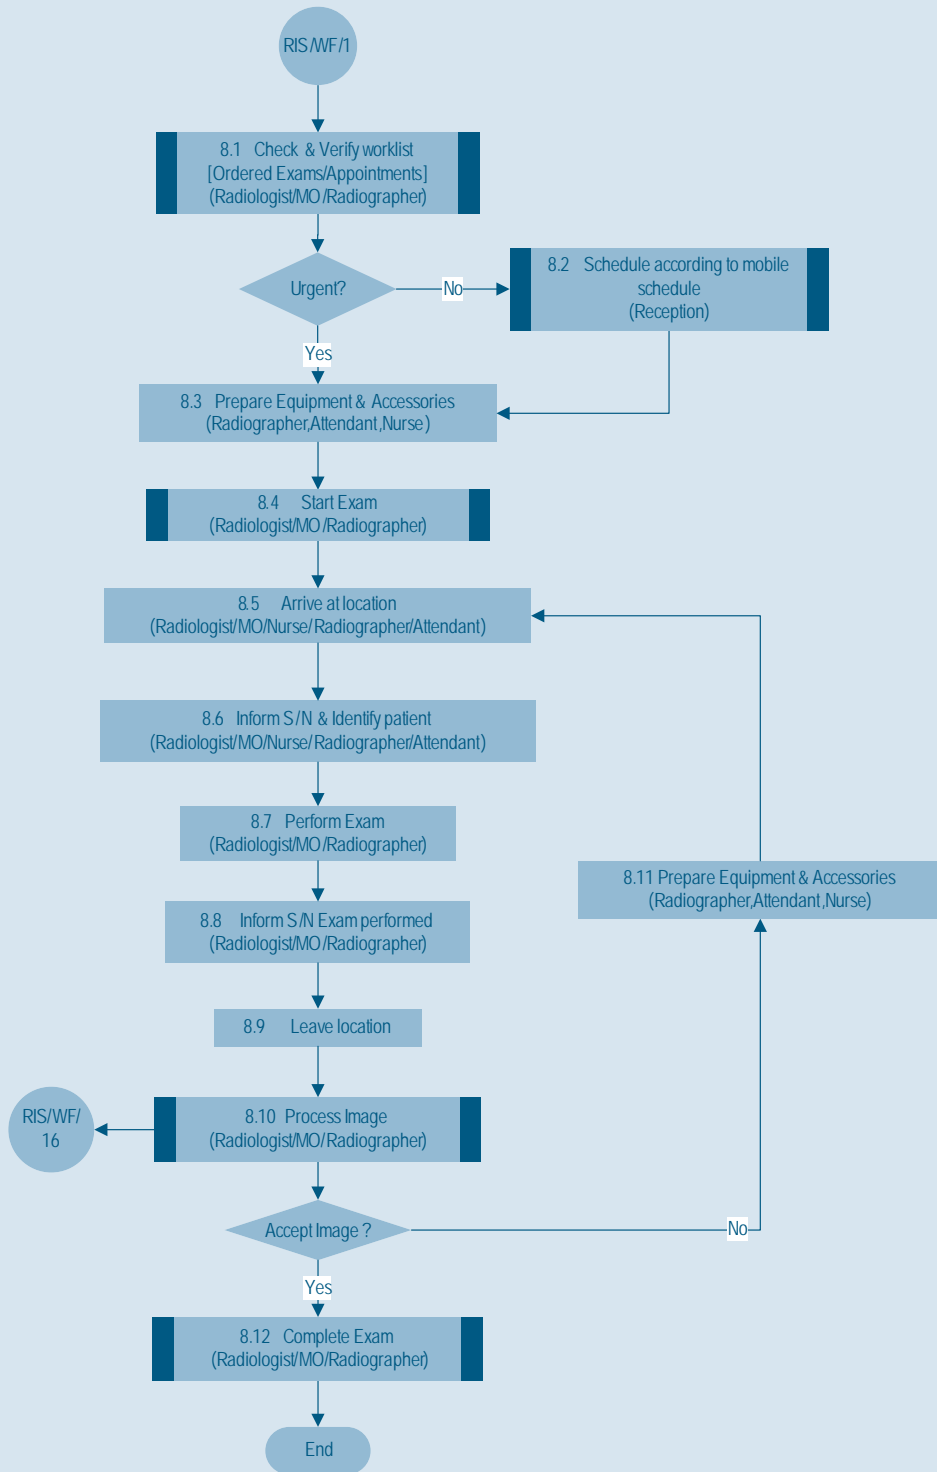 RIS/WF/1
8.1 Check & Verify worklist
[Ordered Exams/Appointments]
(Radiologist/MO/Radiographer)
Urgent?
No
8.2 Schedule according to mobile
schedule
(Reception)
Yes
8.3 Prepare Equipment & Accessories
(Radiographer,Attendant,Nurse)
8.4 Start Exam
(Radiologist/MO/Radiographer)
8.5 Arrive at location
(Radiologist/MO/Nurse/Radiographer/Attendant)
8.6 Inform S/N & Identify patient
(Radiologist/MO/Nurse/Radiographer/Attendant)
8.7 Perform Exam
(Radiologist/MO/Radiographer)
8.11 Prepare Equipment & Accessories
(Radiographer,Attendant,Nurse)
8.8 Inform S/N Exam performed
(Radiologist/MO/Radiographer)
8.9 Leave location
RIS/WF/
16
8.10 Process Image
(Radiologist/MO/Radiographer)
Accept Image ?
No
Yes
8.12 Complete Exam
(Radiologist/MO/Radiographer)
End